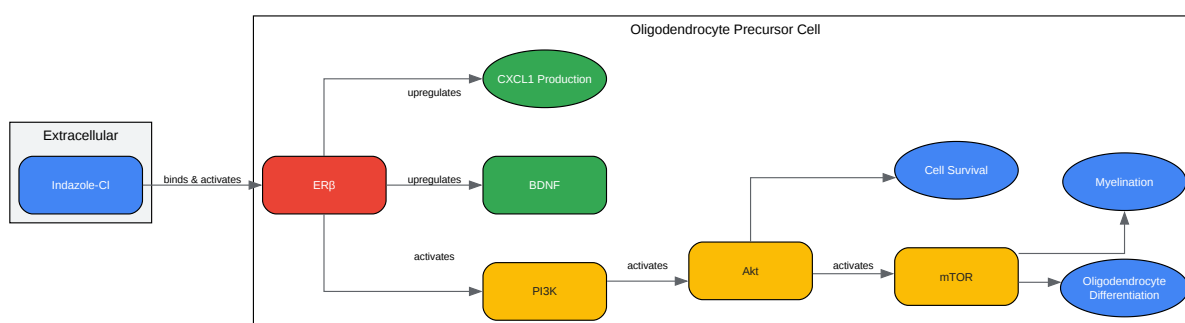 Oligodendrocyte Precursor Cell
CXCL1 Production
upregulates
Extracellular
Indazole-Cl
binds & activates
ERβ
upregulates
BDNF
Cell Survival
Myelination
activates
PI3K
activates
Akt
activates
mTOR
Oligodendrocyte
Differentiation